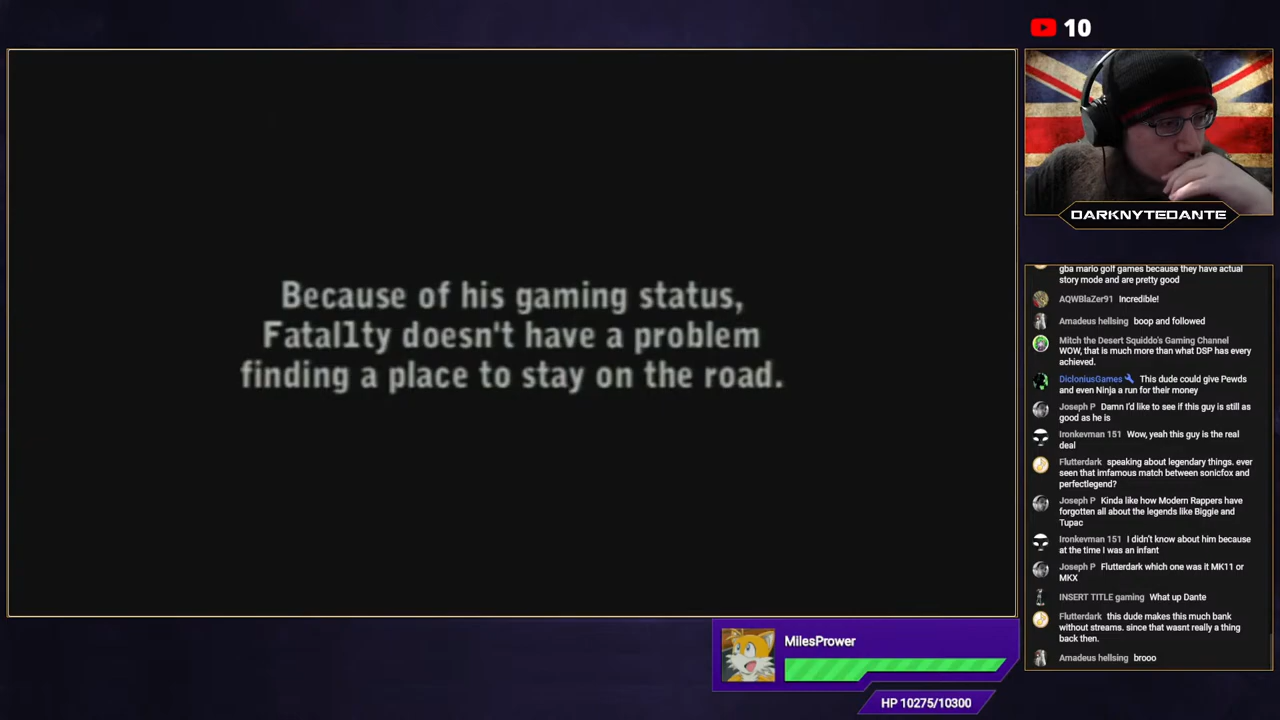 10
Because of his gaming status,
Fatal1ty doesn't have a problem
finding a place to stay on the road.
DARKNYTEDANTE
gba mario golf games because they have actual
story mode and are pretty good
AQWBlaZer91 Incredible!
Amadeus hellsing boop and followed
Mitch the Desert Squiddo's Gaming Channel
WOW, that is much more than what DSP has every
achieved.
DicloniusGames This dude could give Pewds
and even Ninja a run for their money
Joseph P Damn I'd like to see if this guy is still as
good as he is
Ironkevman 151 Wow, yeah this guy is the real
deal
Flutterdark speaking about legendary things. ever
seen that imfamous match between sonicfox and
perfectlegend?
Joseph P Kinda like how Modern Rappers have
forgotten all about the legends like Biggie and
Tupac
Ironkevman 151 I didn't know about him because
at the time I was an infant
Joseph P Flutterdark which one was it MK11 or
MKX
INSERT TITLE gaming What up Dante
Flutterdark this dude makes this much bank
without streams. since that wasnt really a thing
back then.
Amadeus hellsing brooo
MilesPrower
HP 10275/10300